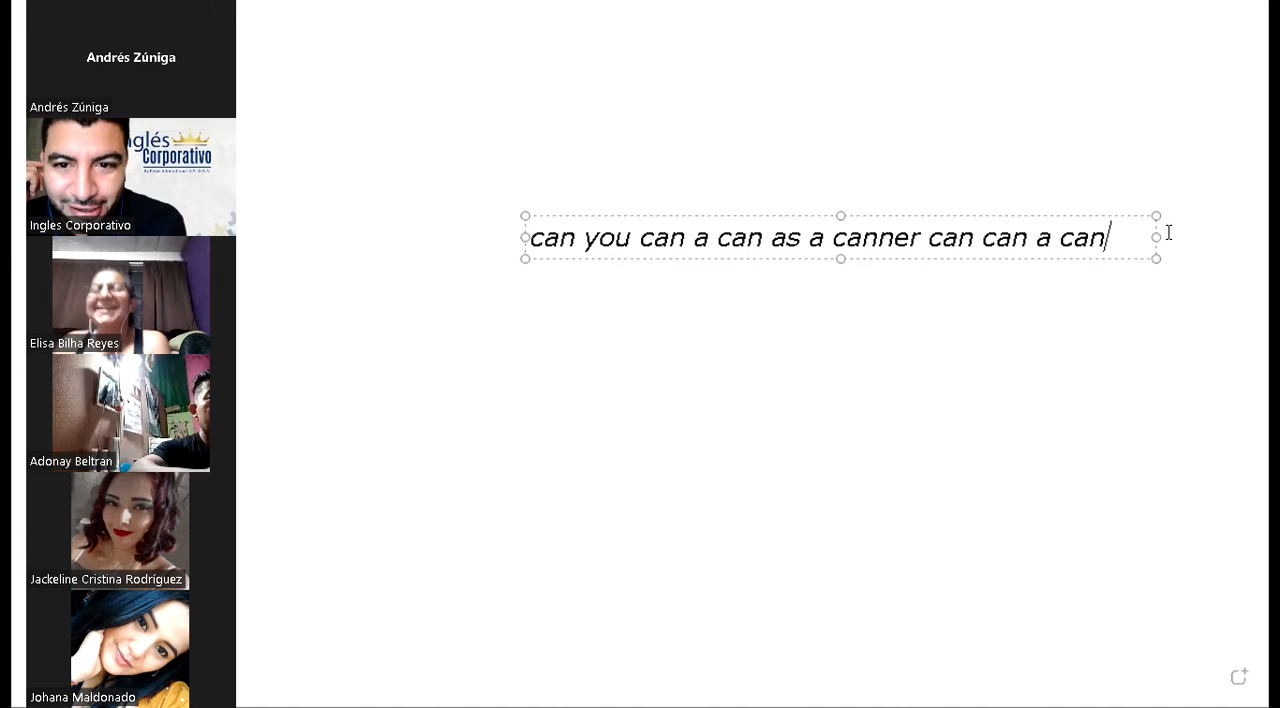 Andrés Zúniga
Andrés Zúniga
nglés
Corporativo
Ingles Corporativo
can you can a can as a canner can can a can
Elisa Bilha Reyes
Adonay Beltran
Jackeline Cristina Rodríguez
Johana Maldonado